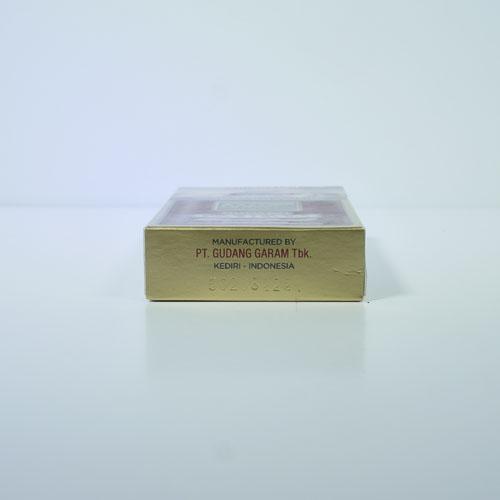 MANUFACTURED BY
PT. GUDANG GARAM Tbk.
KEDIRI - INDONESIA